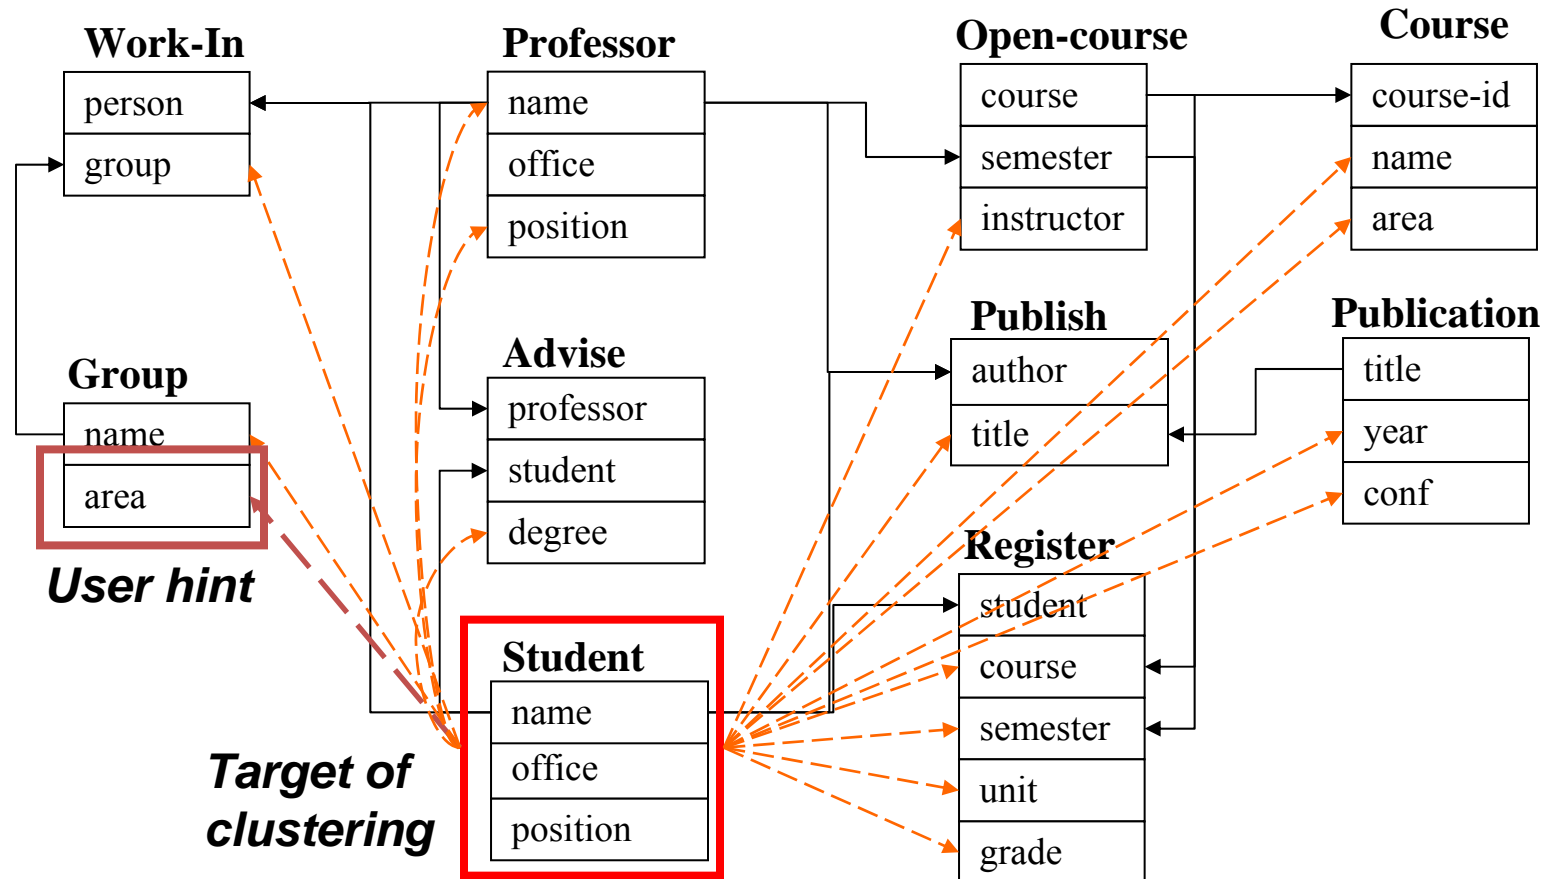 Work-In
person
group
Professor
name
office
position
Open-course
course
semester
instructor
Course
course-id
name
area
Group
name
area
User hint
Advise
professor
student
degree
Publish
author
title
Publication
title
year
conf
Target of
clustering
Student
name
office
position
Register
student
course
semester
unit
grade